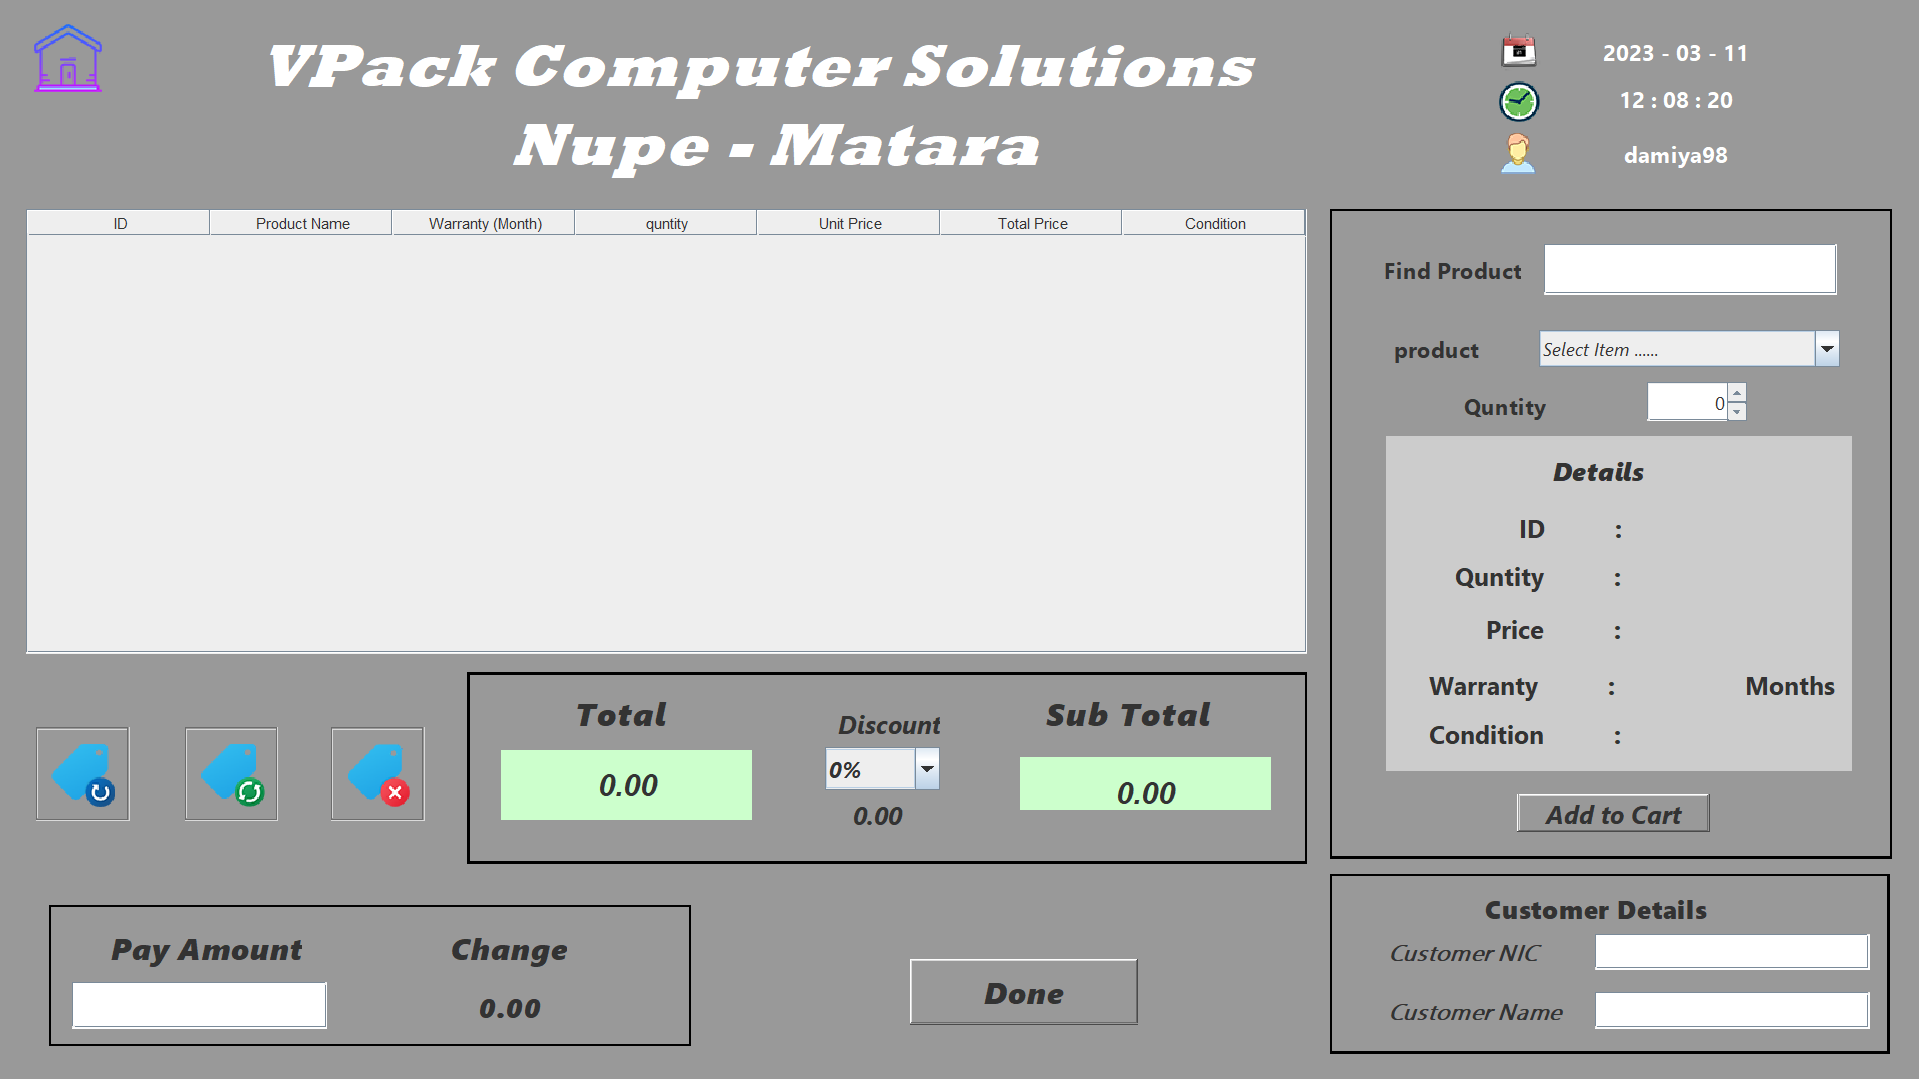 VPack Computer Solutions
Nupe - Matara
2023 - 03 - 11
12 : 08 : 20
damiya98
ID Product Name Warranty (Month) quntity Unit Price Total Price Condition
Find Product
product Select Item ......
Quntity 0
Details
ID :
Quntity :
Price :
Warranty : Months
Condition :
Add to Cart
Total Discount Sub Total
0.00 0% 0.00
0.00
Pay Amount Change
0.00
Done
Customer Details
Customer NIC
Customer Name